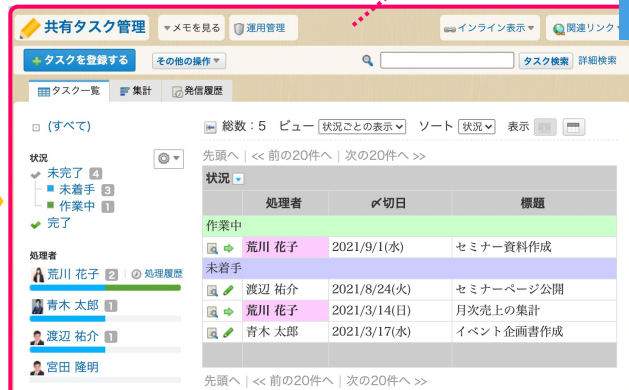 共有タスク管理 ▼メモを見る 運用管理 インライン表示▼ 関連リンク
+ タスクを登録する その他の操作▼ タスク検索 詳細検索
タスク一覧 集計 発信履歴
(すべて) 総数：5 ビュー 状況ごとの表示 ソート 状況 表示
状況 先頭へ | << 前の20件へ | 次の20件へ >>
未完了 4 状況
未着手 3 処理者 〆切日 標題
作業中 1 作業中
完了 荒川 花子 2021/9/1(水) セミナー資料作成
処理者 未着手
荒川 花子 2 処理履歴 渡辺 祐介 2021/8/24(火) セミナーページ公開
青木 太郎 1 荒川 花子 2021/3/14(日) 月次売上の集計
渡辺 祐介 1 青木 太郎 2021/3/17(水) イベント企画書作成
宮田 隆明
先頭へ | << 前の20件へ | 次の20件へ >>